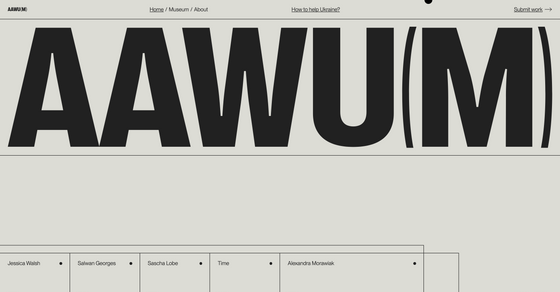 AAWU(M) Home / Museum / About How to help Ukraine? Submit work →
AAWU(M)
Jessica Walsh Salwan Georges Sascha Lobe Time Alexandra Morawiak